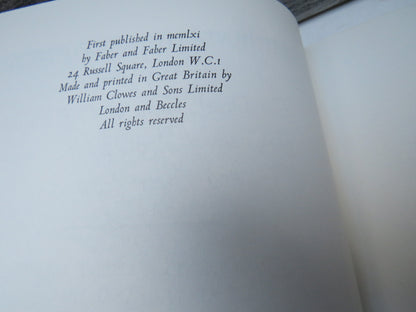 First published in mcmlxi
by Faber and Faber Limited
24 Russell Square, London W.C.1
Made and printed in Great Britain by
William Clowes and Sons Limited
London and Beccles
All rights reserved